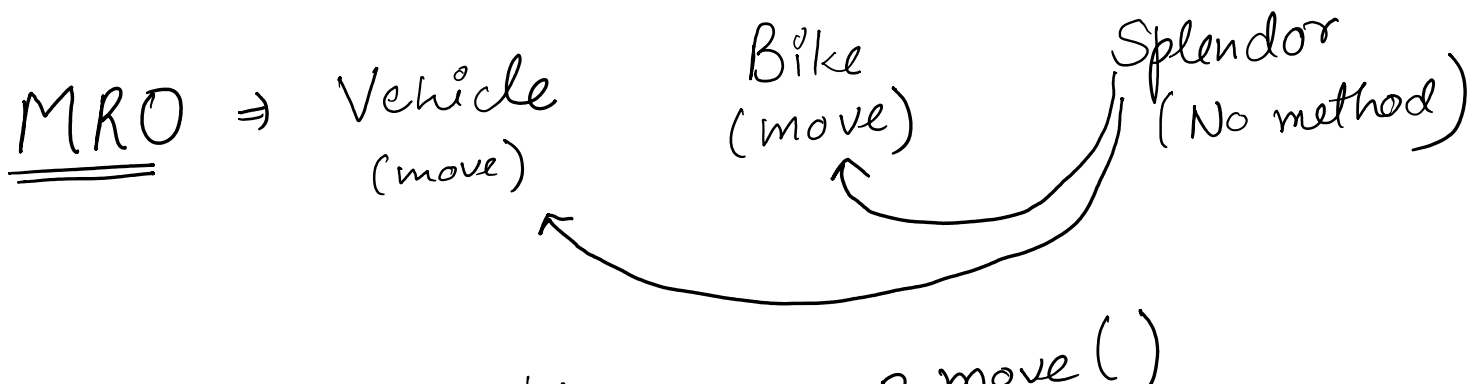 MRO ⇒ Vehicle Bike Splendor
(move) (move) (No method)
move ()